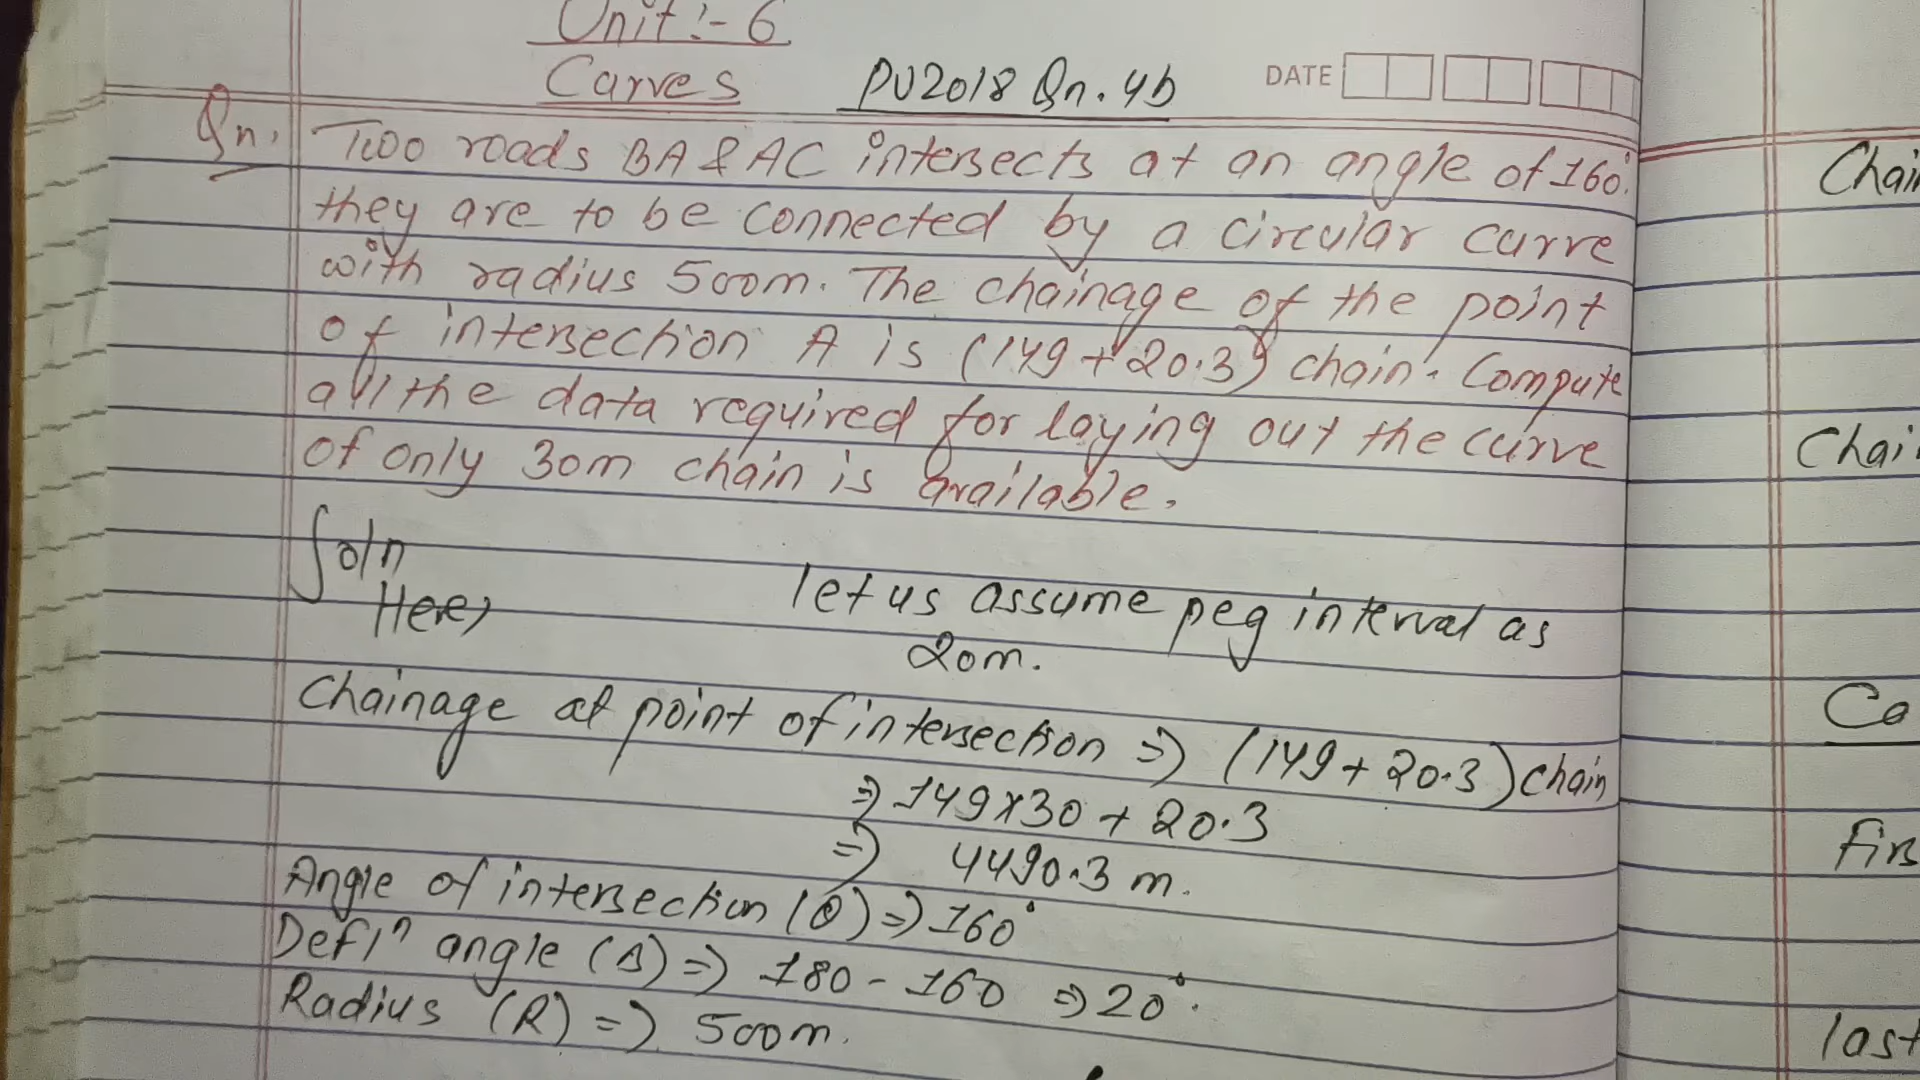 Unit :- 6
Curves PU2018 Qn. 4b
DATE
Qn. Two roads BA & AC intersects at an angle of 160°.
they are to be connected by a circular curve
with radius 500m. The chainage of the point
of intersection A is (149+20.3) chain. Compute
all the data required for laying out the curve
of only 30m chain is available.
Soln
Here, let us assume peg interval as
20m.
Chainage at point of intersection => (149+20.3) chain
=> 149x30 + 20.3
=> 4490.3 m.
Angle of intersection (θ) => 160°
Defln angle (Δ) => 180 - 160 => 20°.
Radius (R) => 500m.
Chai
Chai
Co
firs
last